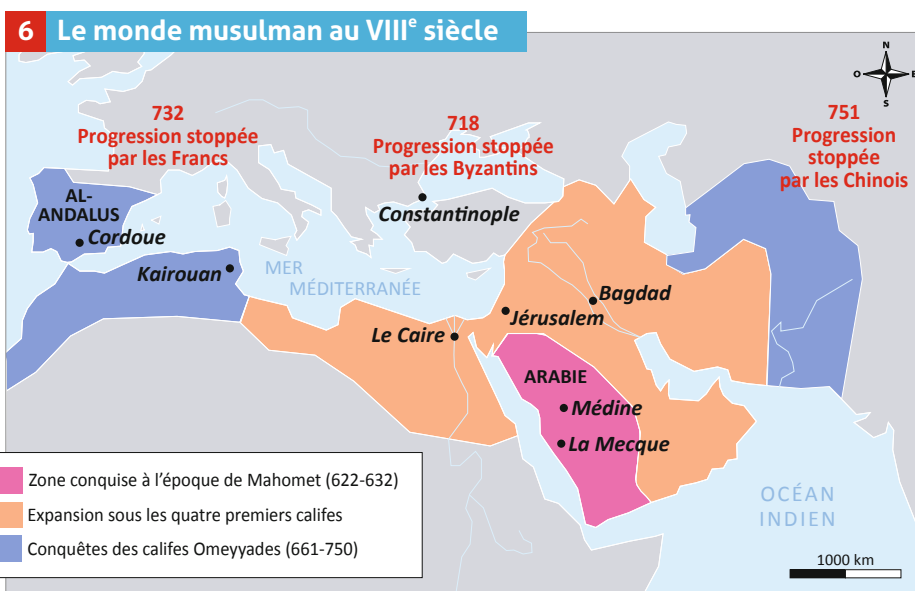 6 Le monde musulman au VIIIe siècle
N
O
E
S
732
Progression stoppée
par les Francs
718
Progression stoppée
par les Byzantins
751
Progression
stoppée
par les Chinois
AL-
ANDALUS
Cordoue
Constantinople
Kairouan
MER
MÉDITERRANÉE
Bagdad
Jérusalem
Le Caire
ARABIE
Médine
La Mecque
OCÉAN
INDIEN
Zone conquise à l'époque de Mahomet (622-632)
Expansion sous les quatre premiers califes
Conquêtes des califes Omeyyades (661-750)
1000 km